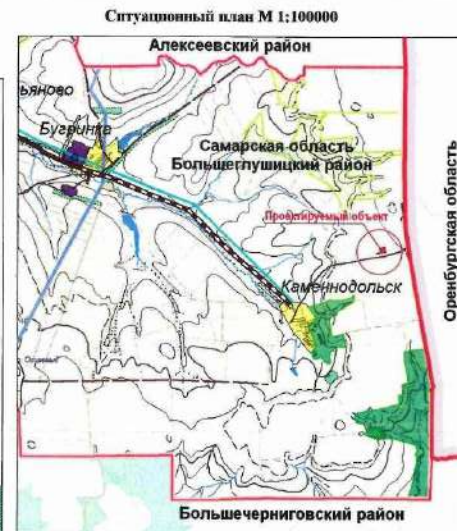 Ситуационный план М 1:100000
Алексеевский район
ьяново
Бугринка
Самарская область
Большеглушицкий район
Проектируемый объект
Каменнодольск
Оренбургская область
Большечерниговский район